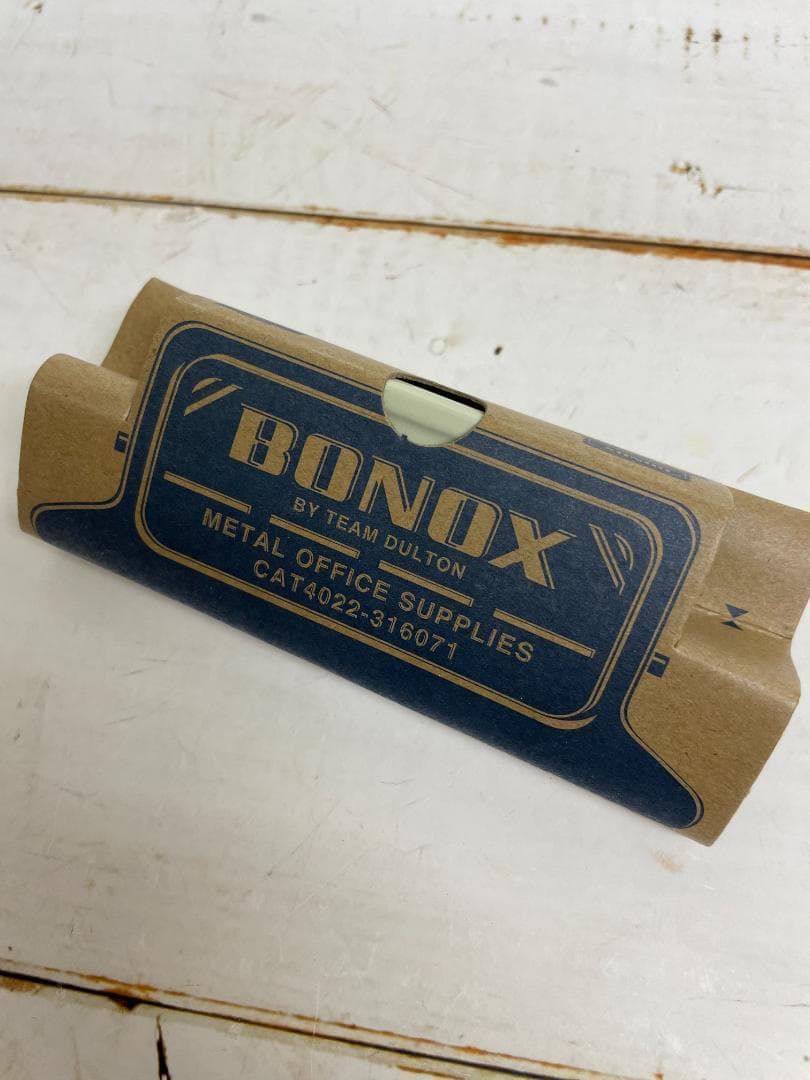 BONOX
BY TEAM DULTON
METAL OFFICE SUPPLIES
CAT4022-316071